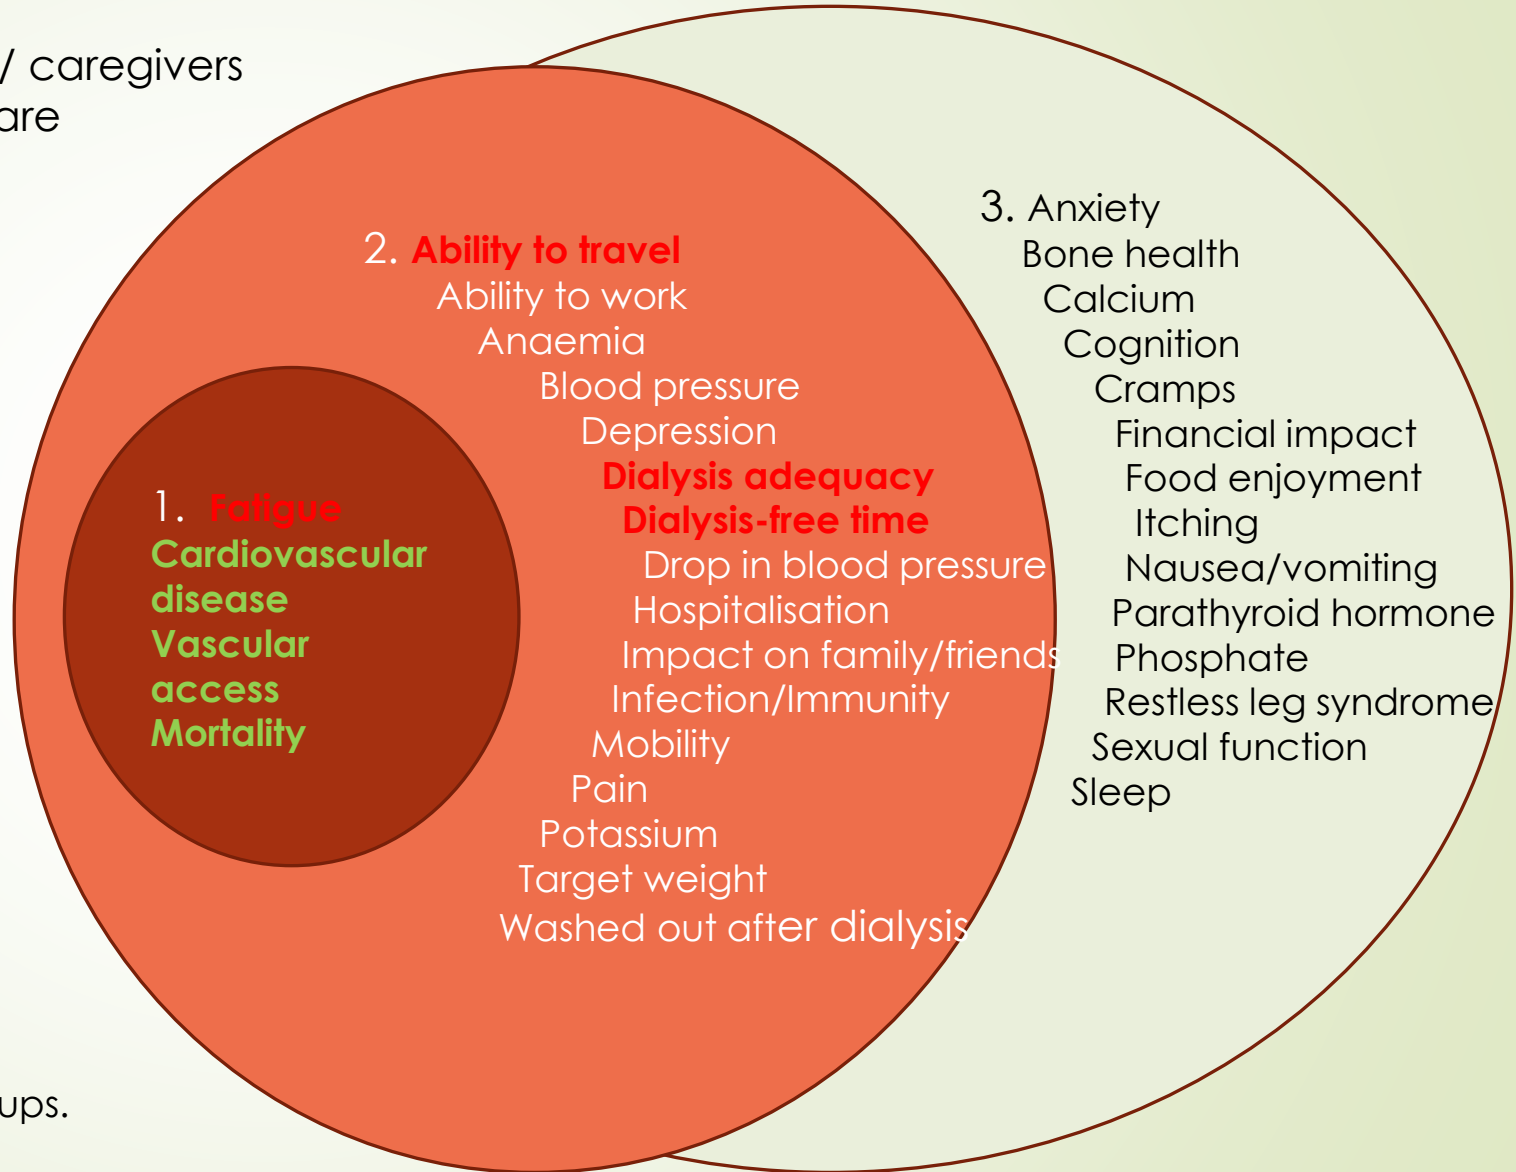 / caregivers
are
1. Fatigue
Cardiovascular
disease
Vascular
access
Mortality
2. Ability to travel
Ability to work
Anaemia
Blood pressure
Depression
Dialysis adequacy
Dialysis-free time
Drop in blood pressure
Hospitalisation
Impact on family/friends
Infection/Immunity
Mobility
Pain
Potassium
Target weight
Washed out after dialysis
3. Anxiety
Bone health
Calcium
Cognition
Cramps
Financial impact
Food enjoyment
Itching
Nausea/vomiting
Parathyroid hormone
Phosphate
Restless leg syndrome
Sexual function
Sleep
ups.